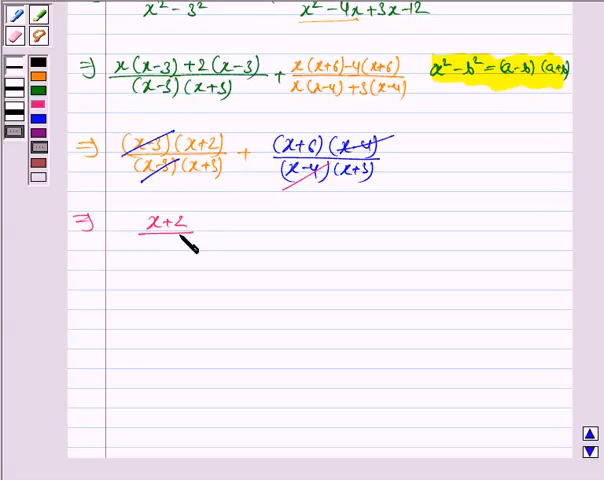 x² - 3² x² - 4x + 3x - 12
⇒ x(x-3) + 2(x-3) / (x-3)(x+3) + x(x+6) - 4(x+6) / x(x-4) + 3(x-4) a² - b² = (a-b)(a+b)
⇒ (x-3)(x+2) / (x-3)(x+3) + (x+6)(x-4) / (x-4)(x+3)
⇒ x+2